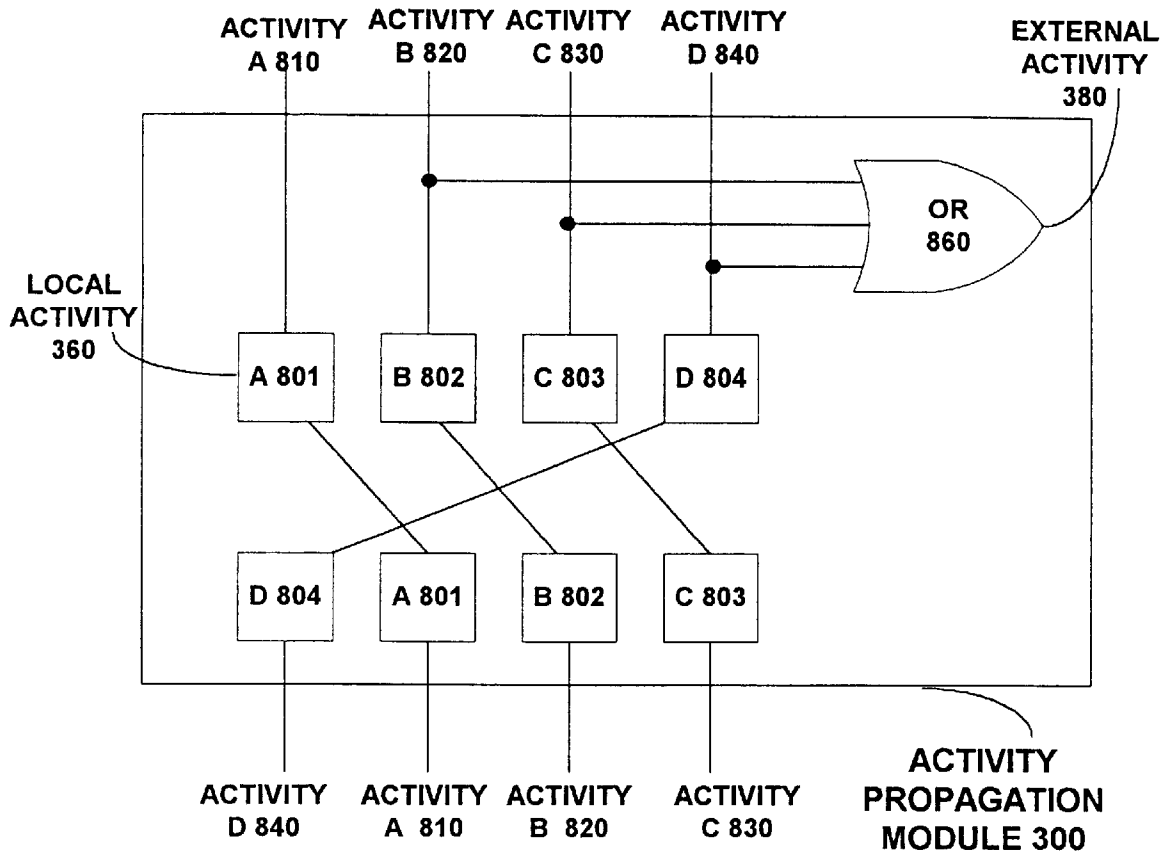 ACTIVITY
A 810
ACTIVITY
B 820
ACTIVITY
C 830
ACTIVITY
D 840
EXTERNAL
ACTIVITY
380
OR
860
LOCAL
ACTIVITY
360
A 801
B 802
C 803
D 804
D 804
A 801
B 802
C 803
ACTIVITY
D 840
ACTIVITY
A 810
ACTIVITY
B 820
ACTIVITY
C 830
ACTIVITY
PROPAGATION
MODULE 300